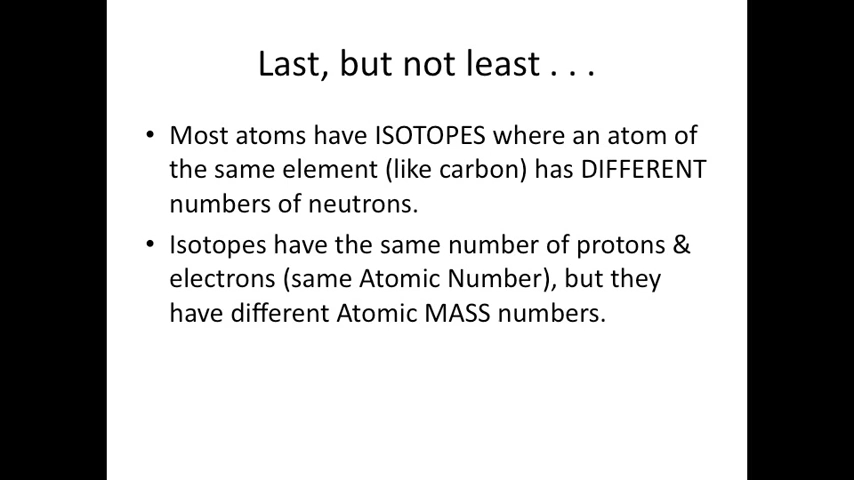 Last, but not least . . .
• Most atoms have ISOTOPES where an atom of
the same element (like carbon) has DIFFERENT
numbers of neutrons.
• Isotopes have the same number of protons &
electrons (same Atomic Number), but they
have different Atomic MASS numbers.